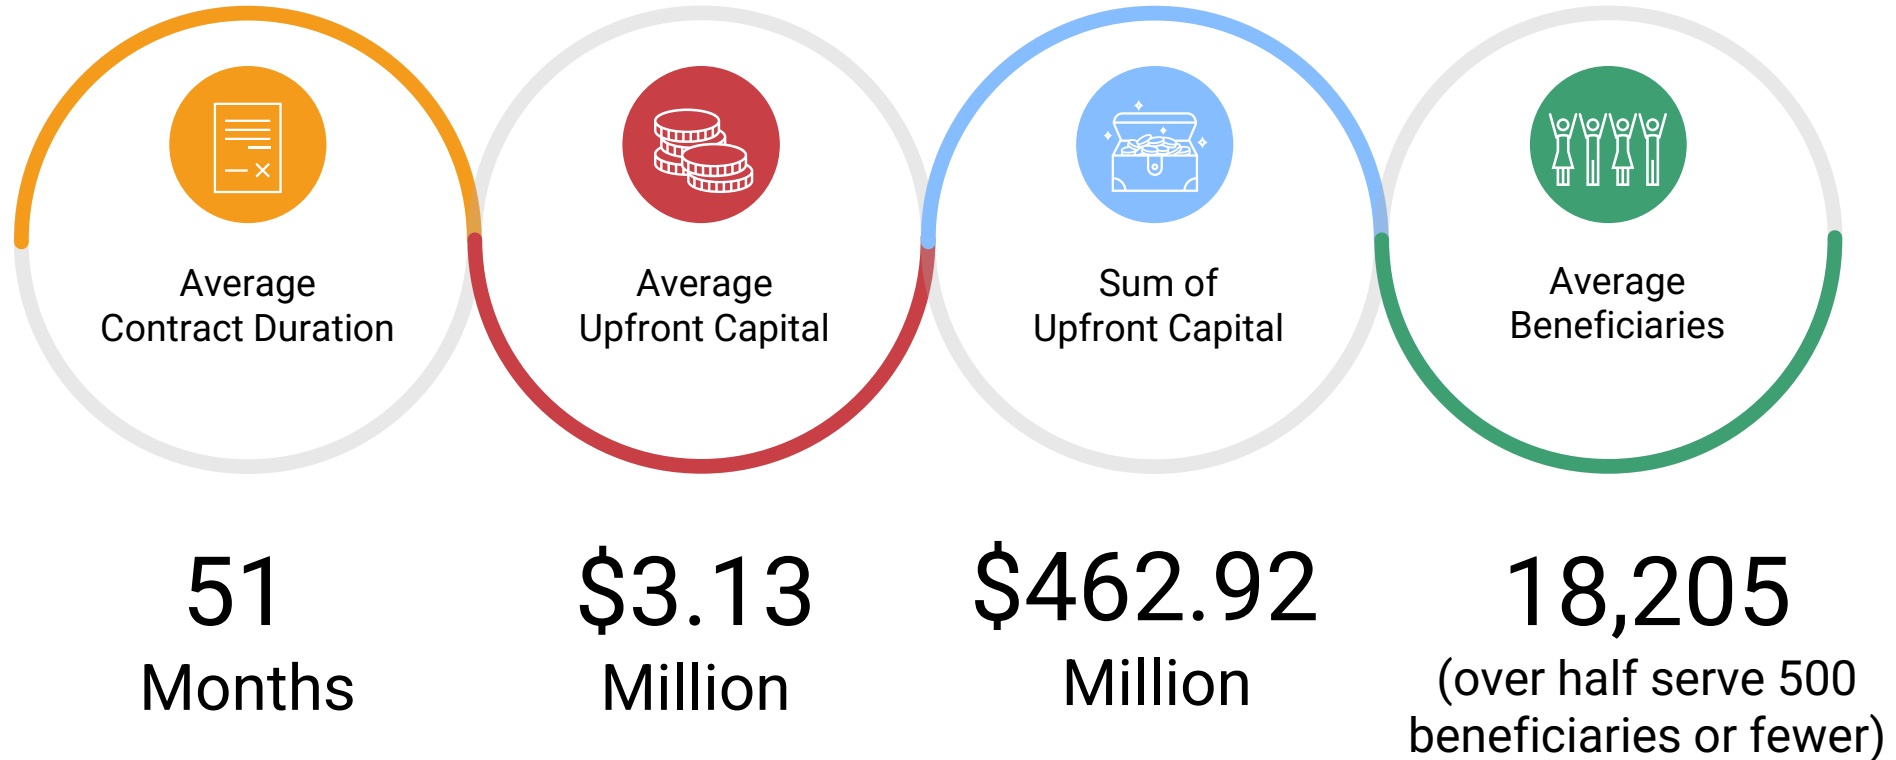 Average
Contract Duration
51
Months
Average
Upfront Capital
$3.13
Million
Sum of
Upfront Capital
$462.92
Million
Average
Beneficiaries
18,205
(over half serve 500
beneficiaries or fewer)